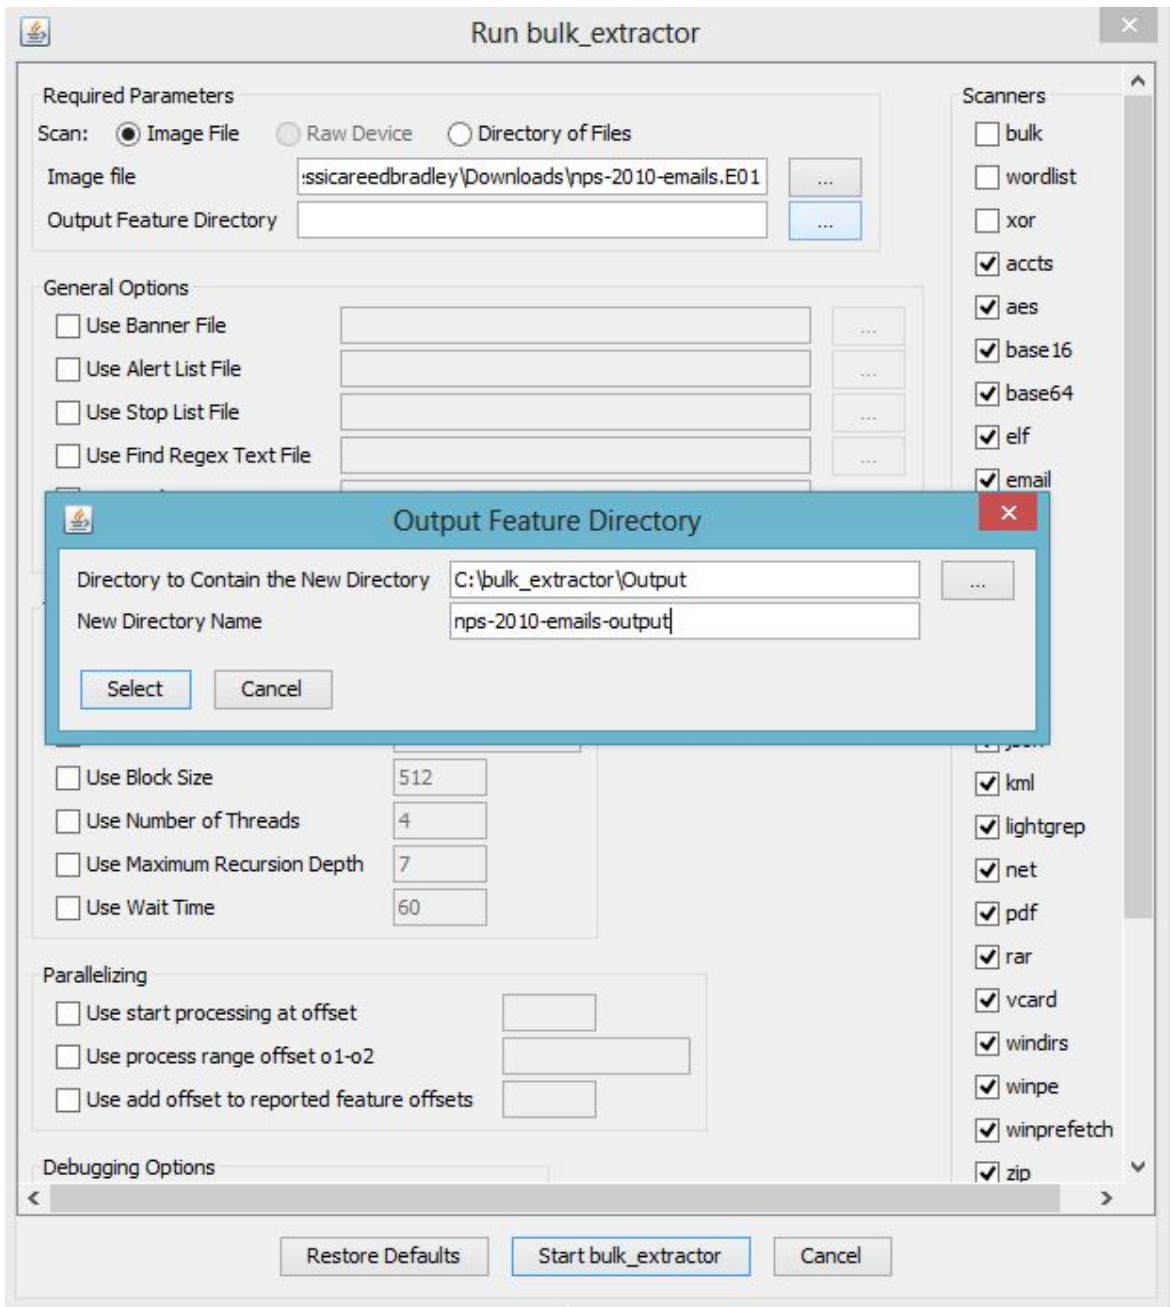 Run bulk_extractor
Required Parameters
Scan: Image File Raw Device Directory of Files
Image file :ssicareedbradley\Downloads\nps-2010-emails.E01 ...
Output Feature Directory ...
General Options
Use Banner File ...
Use Alert List File ...
Use Stop List File ...
Use Find Regex Text File ...
Output Feature Directory
Directory to Contain the New Directory C:\bulk_extractor\Output ...
New Directory Name nps-2010-emails-output
Select Cancel
Use Block Size 512
Use Number of Threads 4
Use Maximum Recursion Depth 7
Use Wait Time 60
Parallelizing
Use start processing at offset
Use process range offset o1-o2
Use add offset to reported feature offsets
Debugging Options
Scanners
bulk
wordlist
xor
accts
aes
base16
base64
elf
email
kml
lightgrep
net
pdf
rar
vcard
windirs
winpe
winprefetch
zip
Restore Defaults Start bulk_extractor Cancel